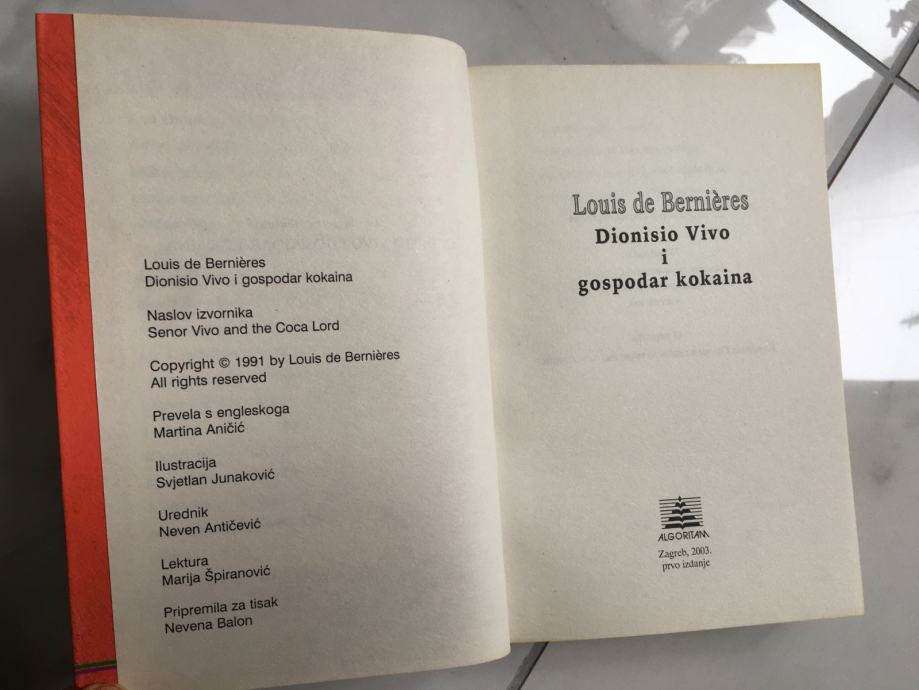 Louis de Bernières
Dionisio Vivo i gospodar kokaina
Naslov izvornika
Senor Vivo and the Coca Lord
Copyright © 1991 by Louis de Bernières
All rights reserved
Prevela s engleskoga
Martina Aničić
Ilustracija
Svjetlan Junaković
Urednik
Neven Antičević
Lektura
Marija Špiranović
Pripremila za tisak
Nevena Balon
Louis de Bernières
Dionisio Vivo
i
gospodar kokaina
ALGORITAM
Zagreb, 2003.
prvo izdanje